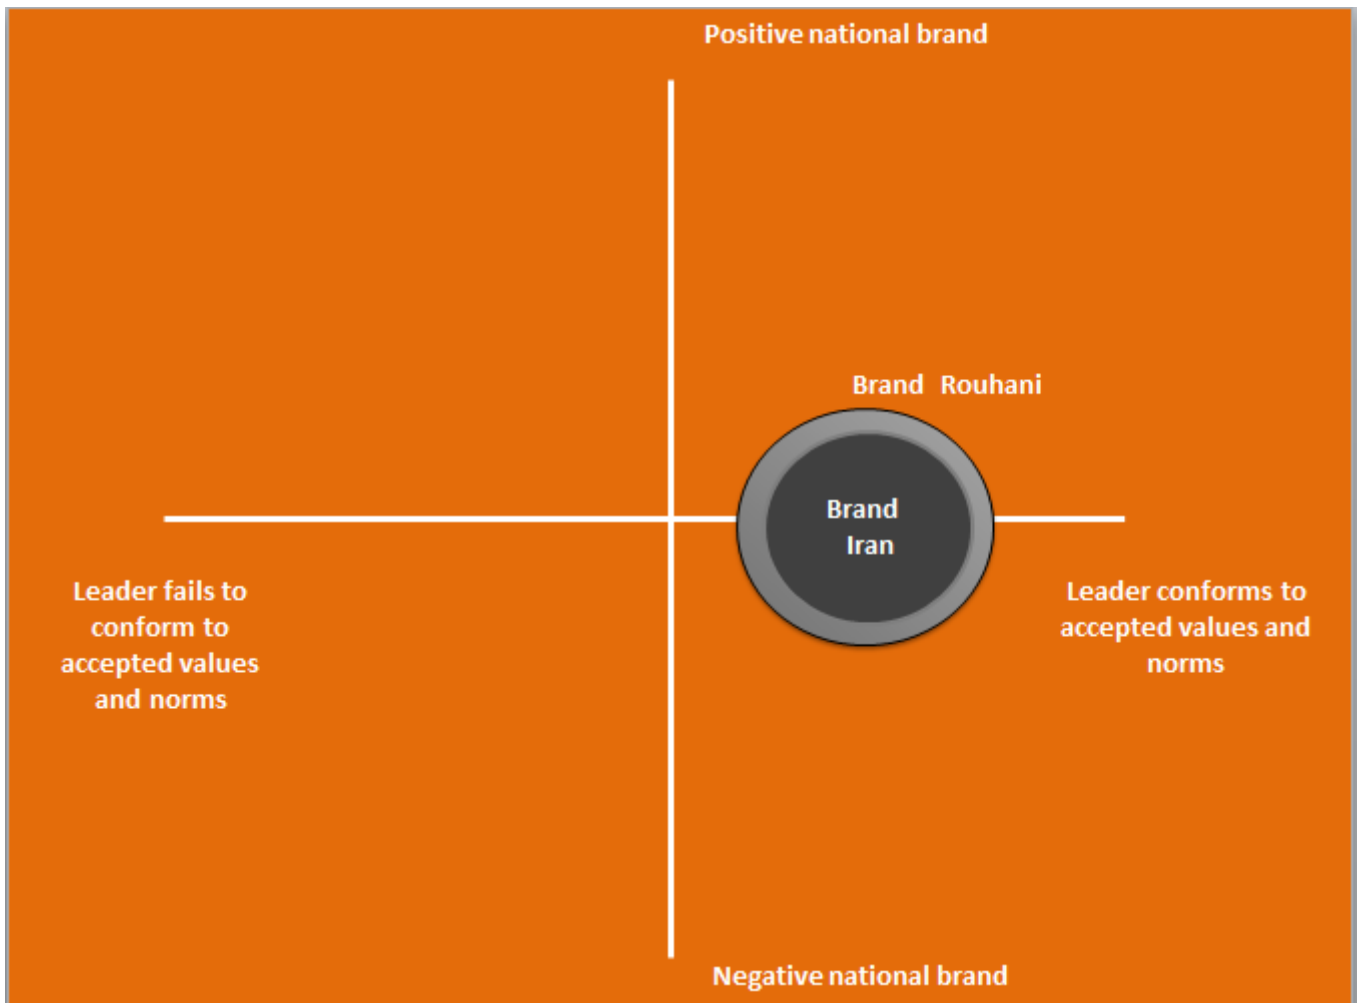 Positive national brand
Brand Rouhani
Brand
Iran
Leader fails to
conform to
accepted values
and norms
Leader conforms to
accepted values and
norms
Negative national brand